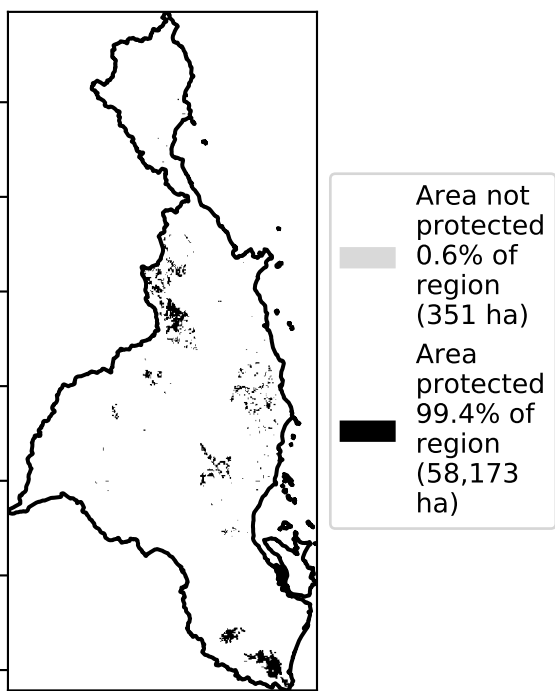 Area not
protected
0.6% of
region
(351 ha)
Area
protected
99.4% of
region
(58,173
ha)